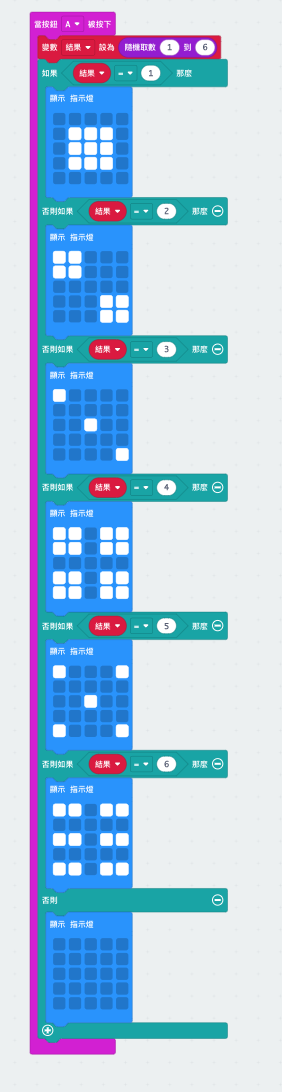 當按鈕 A 被按下
變數 結果 設為 隨機取數 1 到 6
如果 結果 = 1 那麼
顯示 指示燈
否則如果 結果 = 2 那麼
顯示 指示燈
否則如果 結果 = 3 那麼
顯示 指示燈
否則如果 結果 = 4 那麼
顯示 指示燈
否則如果 結果 = 5 那麼
顯示 指示燈
否則如果 結果 = 6 那麼
顯示 指示燈
否則
顯示 指示燈